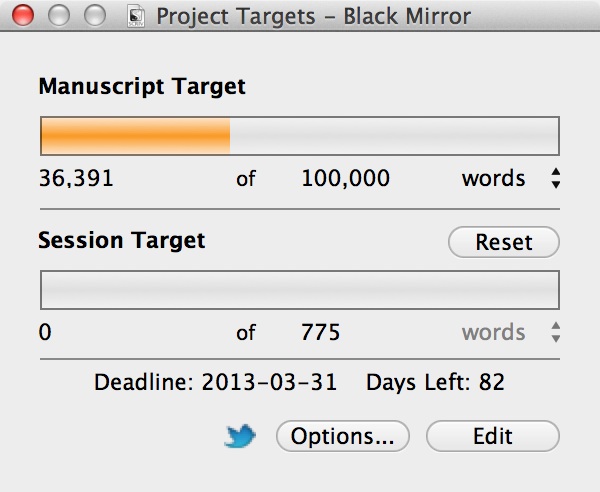 Project Targets – Black Mirror
Manuscript Target
36,391 of 100,000 words
Session Target Reset
0 of 775 words
Deadline: 2013-03-31 Days Left: 82
Options... Edit